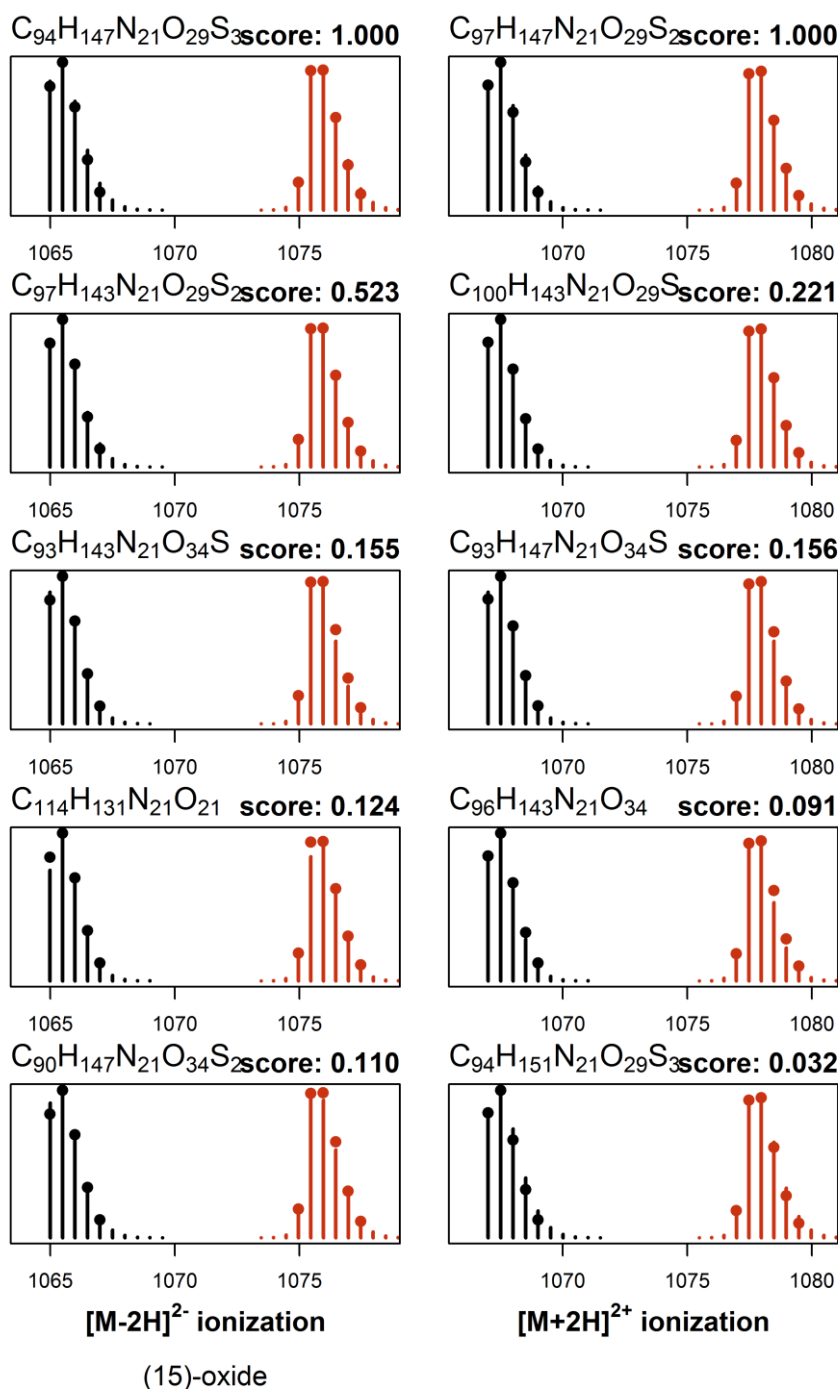 C₉₄H₁₄₇N₂₁O₂₉S₃ score: 1.000
C₉₇H₁₄₇N₂₁O₂₉S₂ score: 1.000
1065 1070 1075
1070 1075 1080
C₉₇H₁₄₃N₂₁O₂₉S₂ score: 0.523
C₁₀₀H₁₄₃N₂₁O₂₉S score: 0.221
1065 1070 1075
1070 1075 1080
C₉₃H₁₄₃N₂₁O₃₄S score: 0.155
C₉₃H₁₄₇N₂₁O₃₄S score: 0.156
1065 1070 1075
1070 1075 1080
C₁₁₄H₁₃₁N₂₁O₂₁ score: 0.124
C₉₆H₁₄₃N₂₁O₃₄ score: 0.091
1065 1070 1075
1070 1075 1080
C₉₀H₁₄₇N₂₁O₃₄S₂ score: 0.110
C₉₄H₁₅₁N₂₁O₂₉S₃ score: 0.032
1065 1070 1075
1070 1075 1080
[M-2H]²⁻ ionization
[M+2H]²⁺ ionization
(15)-oxide